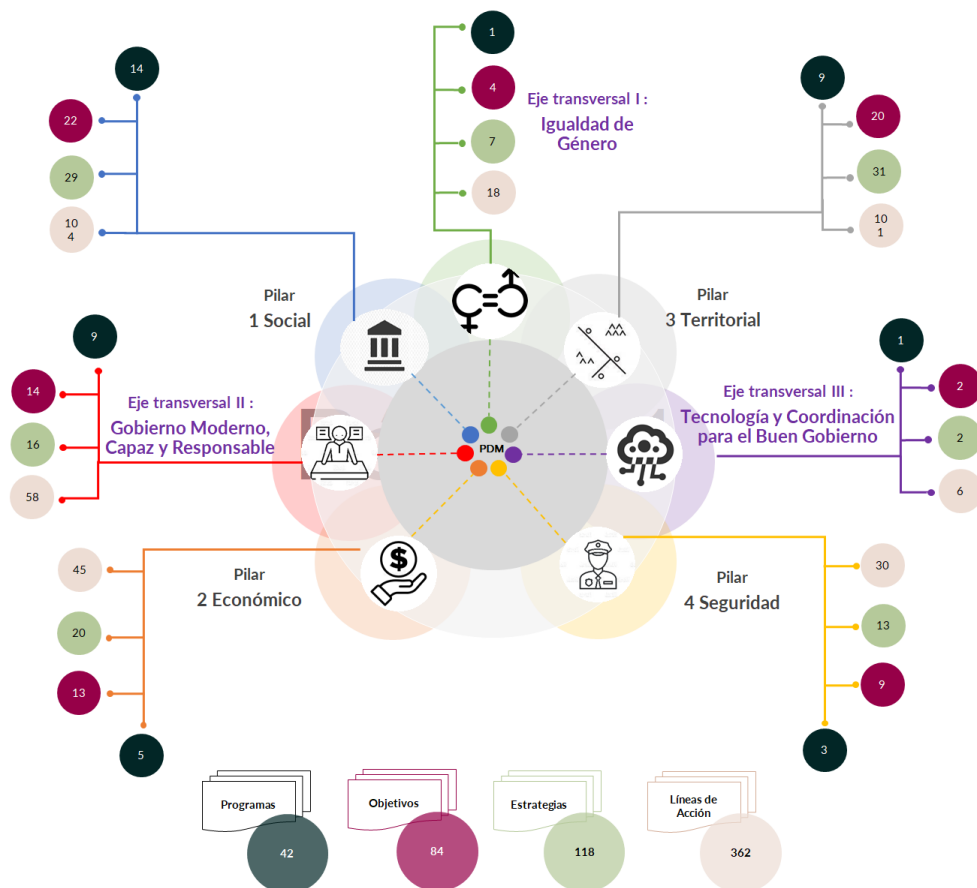 1
14
4
22
7
29
18
10
4
Eje transversal I :
Igualdad de
Género
9
20
31
10
1
Pilar
1 Social
Pilar
3 Territorial
9
14
16
58
Eje transversal II :
Gobierno Moderno,
Capaz y Responsable
PDM
Eje transversal III :
Tecnología y Coordinación
para el Buen Gobierno
1
2
2
6
45
20
13
5
Pilar
2 Económico
Pilar
4 Seguridad
30
13
9
3
Programas
42
Objetivos
84
Estrategias
118
Líneas de
Acción
362